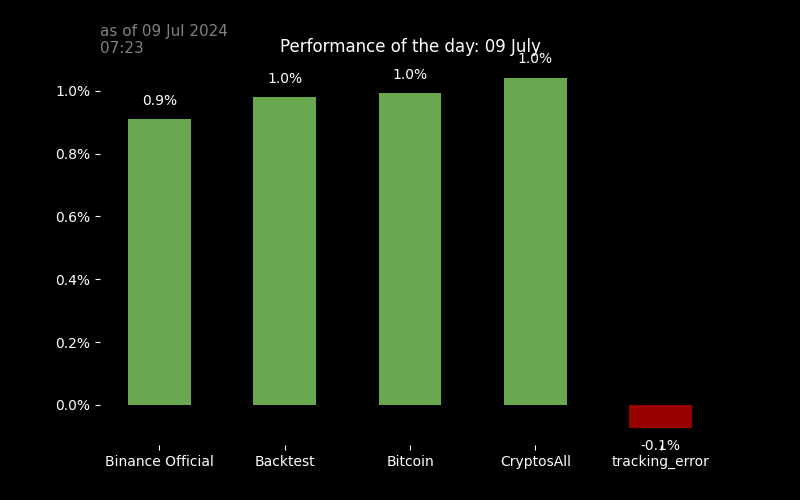 as of 09 Jul 2024
07:23
Performance of the day: 09 July
0.9%
1.0%
1.0%
1.0%
-0.1%
1.0%
0.8%
0.6%
0.4%
0.2%
0.0%
Binance Official
Backtest
Bitcoin
CryptosAll
tracking_error